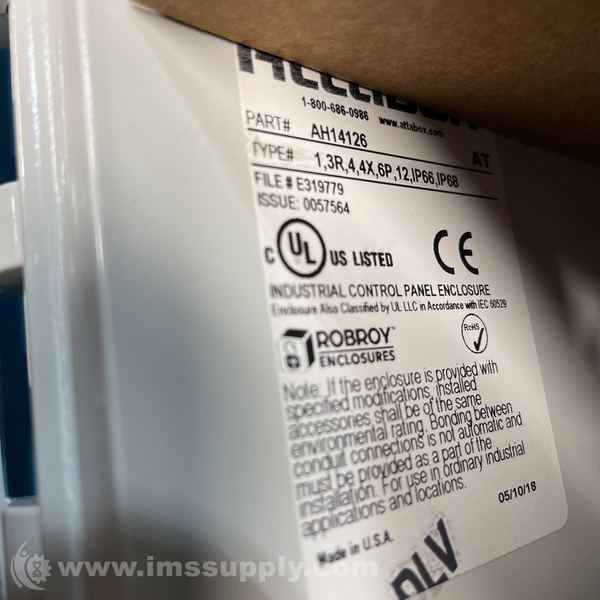 1-800-686-0986 www.attabox.com
PART# AH14126 AT
TYPE# 1,3R,4,4X,6P,12,IP66,IP68
FILE # E319779
ISSUE: 0057564
C UL US LISTED CE
INDUSTRIAL CONTROL PANEL ENCLOSURE
Enclosure Also Classified by UL LLC in Accordance with IEC 60529
ROBROY™
ENCLOSURES
RoHS
Note: If the enclosure is provided with
specified modifications, installed
accessories shall be of the same
environmental rating. Bonding between
conduit connections is not automatic and
must be provided as a part of the
installation. For use in ordinary industrial
applications and locations.
05/10/18
Made in U.S.A.
www.imssupply.com